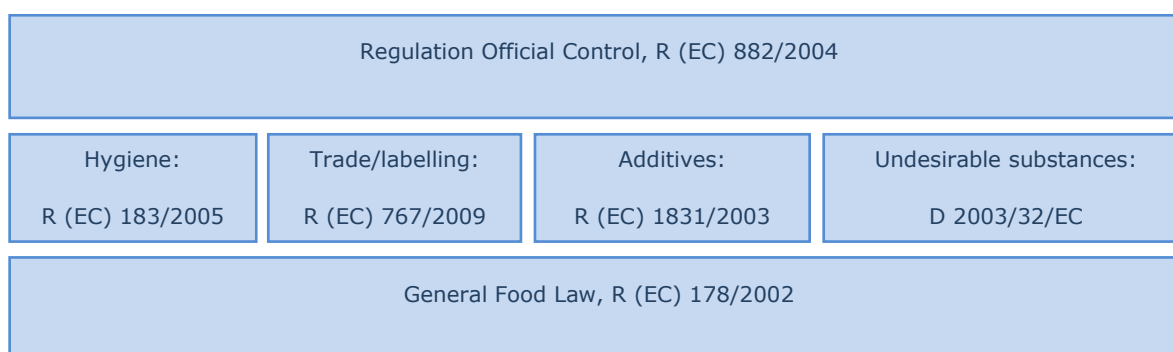 Regulation Official Control, R (EC) 882/2004
Hygiene:
R (EC) 183/2005
Trade/labelling:
R (EC) 767/2009
Additives:
R (EC) 1831/2003
Undesirable substances:
D 2003/32/EC
General Food Law, R (EC) 178/2002